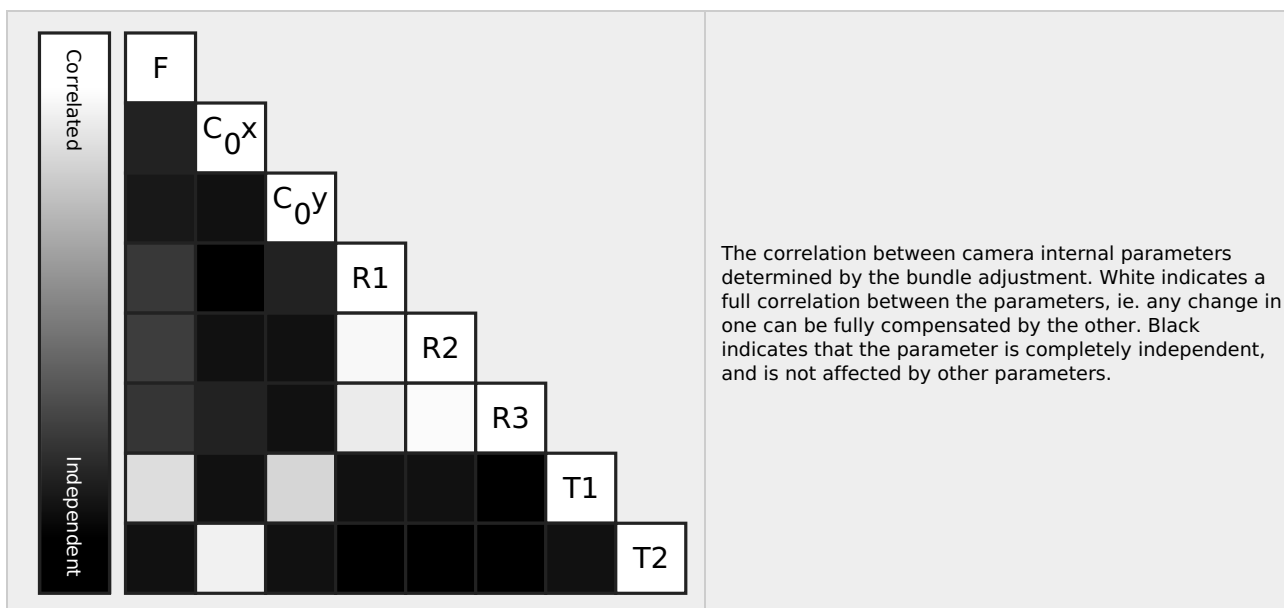 Correlated
Independent
F
C0x
C0y
R1
R2
R3
T1
T2
The correlation between camera internal parameters
determined by the bundle adjustment. White indicates a
full correlation between the parameters, ie. any change in
one can be fully compensated by the other. Black
indicates that the parameter is completely independent,
and is not affected by other parameters.